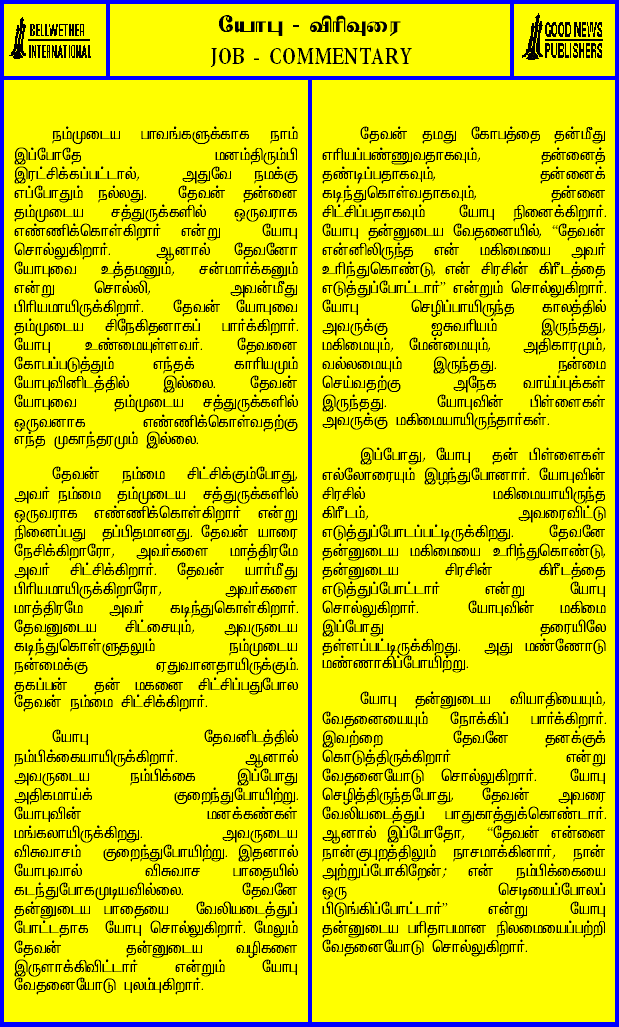 BELLWETHER
INTERNATIONAL
யோபு - விரிவுரை
JOB - COMMENTARY
GOOD NEWS
PUBLISHERS
நம்முடைய பாவங்களுக்காக நாம்
இப்போதே மனம்திரும்பி
இரட்சிக்கப்பட்டால், அதுவே நமக்கு
எப்போதும் நல்லது. தேவன் தன்னை
தம்முடைய சத்துருக்களில் ஒருவராக
எண்ணிக்கொள்கிறார் என்று யோபு
சொல்லுகிறார். ஆனால் தேவனோ
யோபுவை உத்தமனும், சன்மார்க்கனும்
என்று சொல்லி, அவன்மீது
பிரியமாயிருக்கிறார். தேவன் யோபுவை
தம்முடைய சிநேகிதனாகப் பார்க்கிறார்.
யோபு உண்மையுள்ளவர். தேவனை
கோபப்படுத்தும் எந்தக் காரியமும்
யோபுவினிடத்தில் இல்லை. தேவன்
யோபுவை தம்முடைய சத்துருக்களில்
ஒருவனாக எண்ணிக்கொள்வதற்கு
எந்த முகாந்தரமும் இல்லை.
தேவன் நம்மை சிட்சிக்கும்போது,
அவர் நம்மை தம்முடைய சத்துருக்களில்
ஒருவராக எண்ணிக்கொள்கிறார் என்று
நினைப்பது தப்பிதமானது. தேவன் யாரை
நேசிக்கிறாரோ, அவர்களை மாத்திரமே
அவர் சிட்சிக்கிறார். தேவன் யார்மீது
பிரியமாயிருக்கிறாரோ, அவர்களை
மாத்திரமே அவர் கடிந்துகொள்கிறார்.
தேவனுடைய சிட்சையும், அவருடைய
கடிந்துகொள்ளுதலும் நம்முடைய
நன்மைக்கு ஏதுவானதாயிருக்கும்.
தகப்பன் தன் மகனை சிட்சிப்பதுபோல
தேவன் நம்மை சிட்சிக்கிறார்.
யோபு தேவனிடத்தில்
நம்பிக்கையாயிருக்கிறார். ஆனால்
அவருடைய நம்பிக்கை இப்போது
அதிகமாய்க் குறைந்துபோயிற்று.
யோபுவின் மனக்கண்கள்
மங்கலாயிருக்கிறது. அவருடைய
விசுவாசம் குறைந்துபோயிற்று. இதனால்
யோபுவால் விசுவாச பாதையில்
கடந்துபோகமுடியவில்லை. தேவனே
தன்னுடைய பாதையை வேலியடைத்துப்
போட்டதாக யோபு சொல்லுகிறார். மேலும்
தேவன் தன்னுடைய வழிகளை
இருளாக்கிவிட்டார் என்றும் யோபு
வேதனையோடு புலம்புகிறார்.
தேவன் தமது கோபத்தை தன்மீது
எரியப்பண்ணுவதாகவும், தன்னைத்
தண்டிப்பதாகவும், தன்னைக்
கடிந்துகொள்வதாகவும், தன்னை
சிட்சிப்பதாகவும் யோபு நினைக்கிறார்.
யோபு தன்னுடைய வேதனையில், "தேவன்
என்னிலிருந்த என் மகிமையை அவர்
உரிந்துகொண்டு, என் சிரசின் கிரீடத்தை
எடுத்துப்போட்டார்" என்றும் சொல்லுகிறார்.
யோபு செழிப்பாயிருந்த காலத்தில்
அவருக்கு ஐசுவரியம் இருந்தது,
மகிமையும், மேன்மையும், அதிகாரமும்,
வல்லமையும் இருந்தது. நன்மை
செய்வதற்கு அநேக வாய்ப்புக்கள்
இருந்தது. யோபுவின் பிள்ளைகள்
அவருக்கு மகிமையாயிருந்தார்கள்.
இப்போது, யோபு தன் பிள்ளைகள்
எல்லோரையும் இழந்துபோனார். யோபுவின்
சிரசில் மகிமையாயிருந்த
கிரீடம், அவரைவிட்டு
எடுத்துப்போடப்பட்டிருக்கிறது. தேவனே
தன்னுடைய மகிமையை உரிந்துகொண்டு,
தன்னுடைய சிரசின் கிரீடத்தை
எடுத்துப்போட்டார் என்று யோபு
சொல்லுகிறார். யோபுவின் மகிமை
இப்போது தரையிலே
தள்ளப்பட்டிருக்கிறது. அது மண்ணோடு
மண்ணாகிப்போயிற்று.
யோபு தன்னுடைய வியாதியையும்,
வேதனையையும் நோக்கிப் பார்க்கிறார்.
இவற்றை தேவனே தனக்குக்
கொடுத்திருக்கிறார் என்று
வேதனையோடு சொல்லுகிறார். யோபு
செழித்திருந்தபோது, தேவன் அவரை
வேலியடைத்துப் பாதுகாத்துக்கொண்டார்.
ஆனால் இப்போதோ, "தேவன் என்னை
நான்குபுறத்திலும் நாசமாக்கினார், நான்
அற்றுப்போகிறேன்; என் நம்பிக்கையை
ஒரு செடியைப்போலப்
பிடுங்கிப்போட்டார்" என்று யோபு
தன்னுடைய பரிதாபமான நிலமையைப்பற்றி
வேதனையோடு சொல்லுகிறார்.